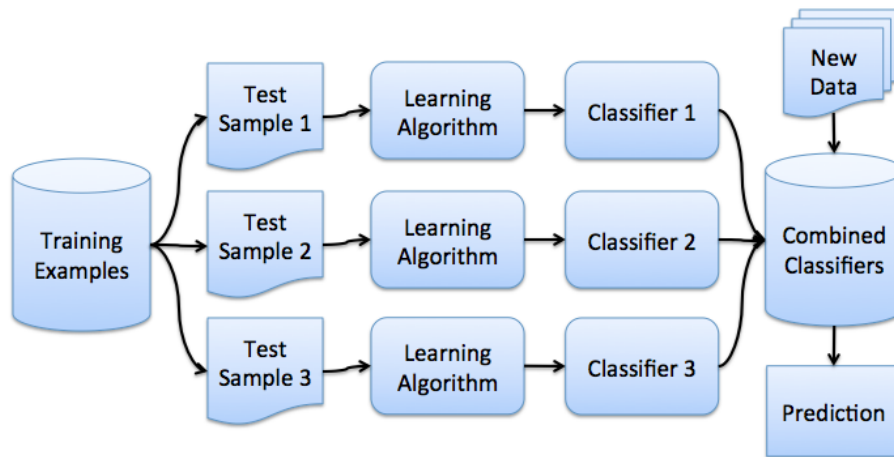 Training
Examples
Test
Sample 1
Learning
Algorithm
Classifier 1
Test
Sample 2
Learning
Algorithm
Classifier 2
Test
Sample 3
Learning
Algorithm
Classifier 3
New
Data
Combined
Classifiers
Prediction